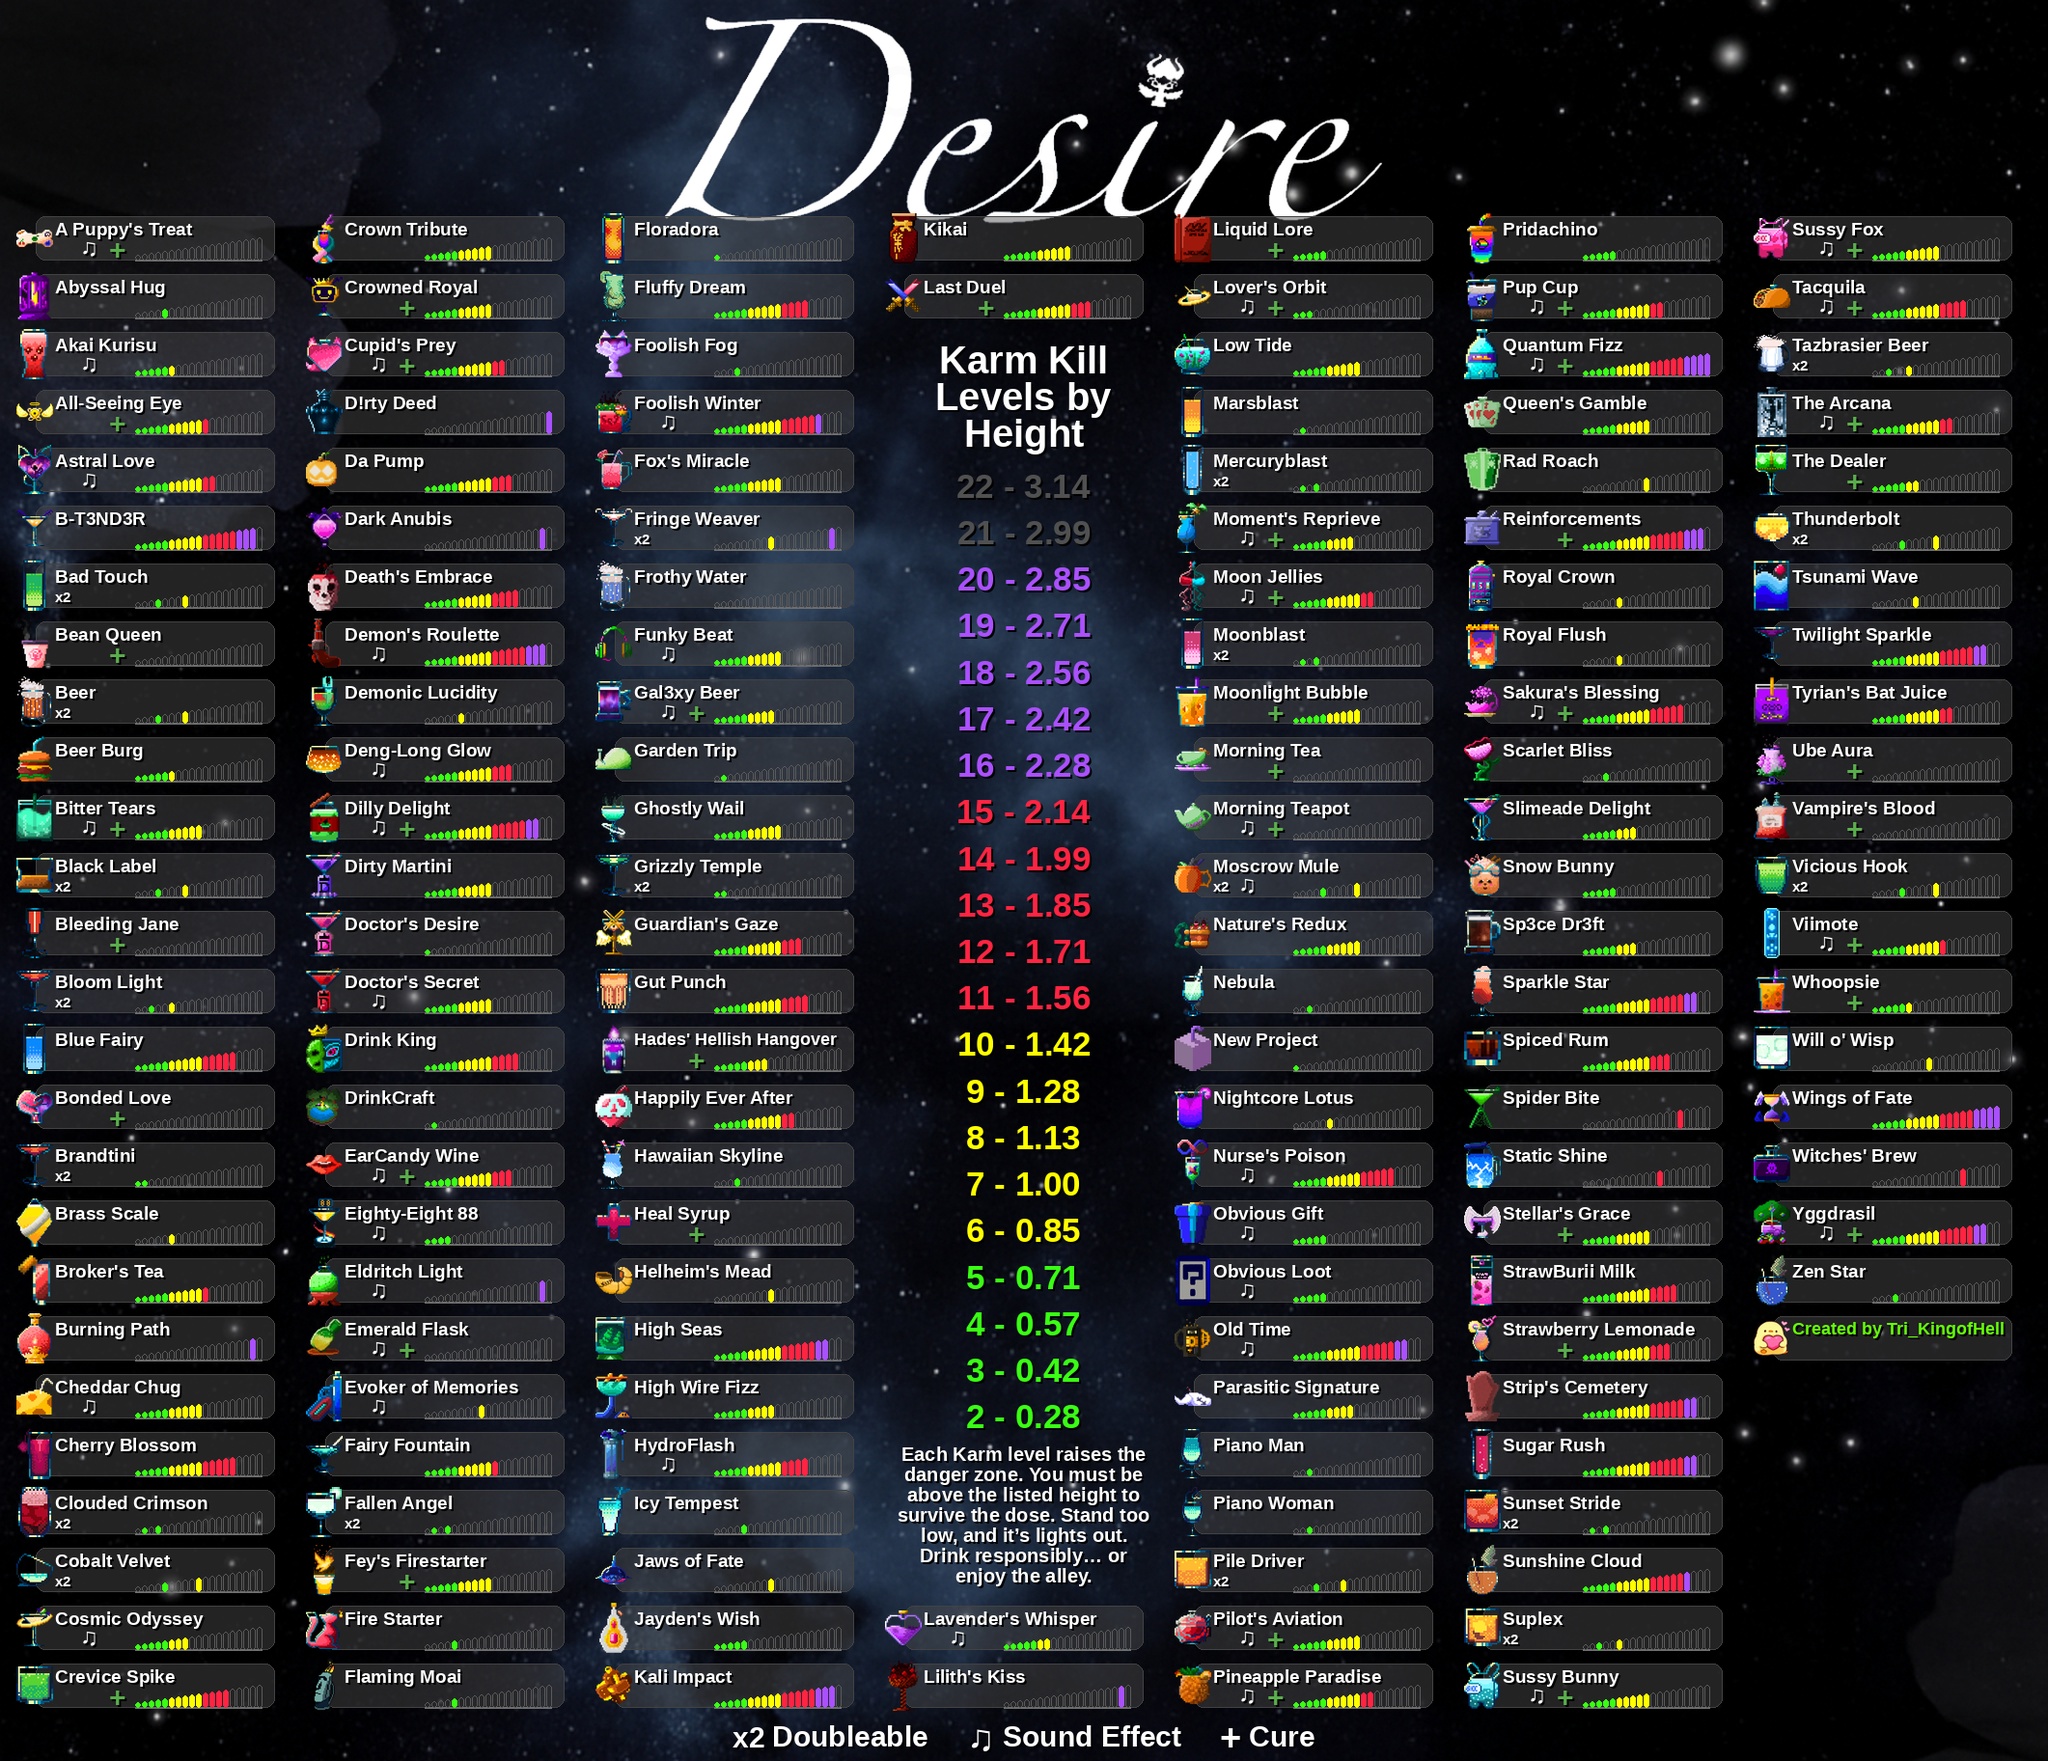 Desire
A Puppy's Treat
♫ +
Abyssal Hug
Akai Kurisu
♫
All-Seeing Eye
+
Astral Love
♫
B-T3ND3R
Bad Touch
x2
Bean Queen
+
Beer
x2
Beer Burg
Bitter Tears
♫ +
Black Label
x2
Bleeding Jane
+
Bloom Light
x2
Blue Fairy
Bonded Love
+
Brandtini
x2
Brass Scale
Broker's Tea
Burning Path
Cheddar Chug
♫
Cherry Blossom
Clouded Crimson
x2
Cobalt Velvet
x2
Cosmic Odyssey
♫
Crevice Spike
+
Crown Tribute
Crowned Royal
+
Cupid's Prey
♫ +
D!rty Deed
Da Pump
Dark Anubis
Death's Embrace
Demon's Roulette
♫
Demonic Lucidity
Deng-Long Glow
♫
Dilly Delight
♫ +
Dirty Martini
Doctor's Desire
Doctor's Secret
♫
Drink King
DrinkCraft
EarCandy Wine
♫ +
Eighty-Eight 88
♫
Eldritch Light
♫
Emerald Flask
♫ +
Evoker of Memories
♫
Fairy Fountain
Fallen Angel
x2
Fey's Firestarter
+
Fire Starter
Flaming Moai
Floradora
Fluffy Dream
Foolish Fog
Foolish Winter
♫
Fox's Miracle
Fringe Weaver
x2
Frothy Water
Funky Beat
♫
Gal3xy Beer
♫ +
Garden Trip
Ghostly Wail
Grizzly Temple
x2
Guardian's Gaze
Gut Punch
Hades' Hellish Hangover
+
Happily Ever After
Hawaiian Skyline
Heal Syrup
+
Helheim's Mead
High Seas
High Wire Fizz
HydroFlash
♫
Icy Tempest
Jaws of Fate
Jayden's Wish
Kali Impact
Kikai
Last Duel
+
Karm Kill
Levels by
Height
22 - 3.14
21 - 2.99
20 - 2.85
19 - 2.71
18 - 2.56
17 - 2.42
16 - 2.28
15 - 2.14
14 - 1.99
13 - 1.85
12 - 1.71
11 - 1.56
10 - 1.42
9 - 1.28
8 - 1.13
7 - 1.00
6 - 0.85
5 - 0.71
4 - 0.57
3 - 0.42
2 - 0.28
Each Karm level raises the
danger zone. You must be
above the listed height to
survive the dose. Stand too
low, and it's lights out.
Drink responsibly… or
enjoy the alley.
Lavender's Whisper
♫
Lilith's Kiss
Liquid Lore
+
Lover's Orbit
♫ +
Low Tide
Marsblast
Mercuryblast
x2
Moment's Reprieve
♫ +
Moon Jellies
♫ +
Moonblast
x2
Moonlight Bubble
+
Morning Tea
+
Morning Teapot
♫ +
Moscrow Mule
x2 ♫
Nature's Redux
Nebula
New Project
Nightcore Lotus
Nurse's Poison
♫
Obvious Gift
♫
Obvious Loot
♫
Old Time
♫
Parasitic Signature
Piano Man
Piano Woman
Pile Driver
x2
Pilot's Aviation
♫ +
Pineapple Paradise
♫ +
Pridachino
Pup Cup
♫ +
Quantum Fizz
♫ +
Queen's Gamble
Rad Roach
Reinforcements
+
Royal Crown
Royal Flush
Sakura's Blessing
♫ +
Scarlet Bliss
Slimeade Delight
Snow Bunny
Sp3ce Dr3ft
Sparkle Star
Spiced Rum
Spider Bite
Static Shine
Stellar's Grace
+
StrawBurii Milk
Strawberry Lemonade
+
Strip's Cemetery
Sugar Rush
Sunset Stride
x2
Sunshine Cloud
Suplex
x2
Sussy Bunny
♫ +
Sussy Fox
♫ +
Tacquila
♫ +
Tazbrasier Beer
x2
The Arcana
♫ +
The Dealer
+
Thunderbolt
x2
Tsunami Wave
Twilight Sparkle
Tyrian's Bat Juice
Ube Aura
+
Vampire's Blood
+
Vicious Hook
x2
Viimote
♫ +
Whoopsie
+
Will o' Wisp
Wings of Fate
Witches' Brew
Yggdrasil
♫ +
Zen Star
Created by Tri_KingofHell
x2 Doubleable ♫ Sound Effect + Cure